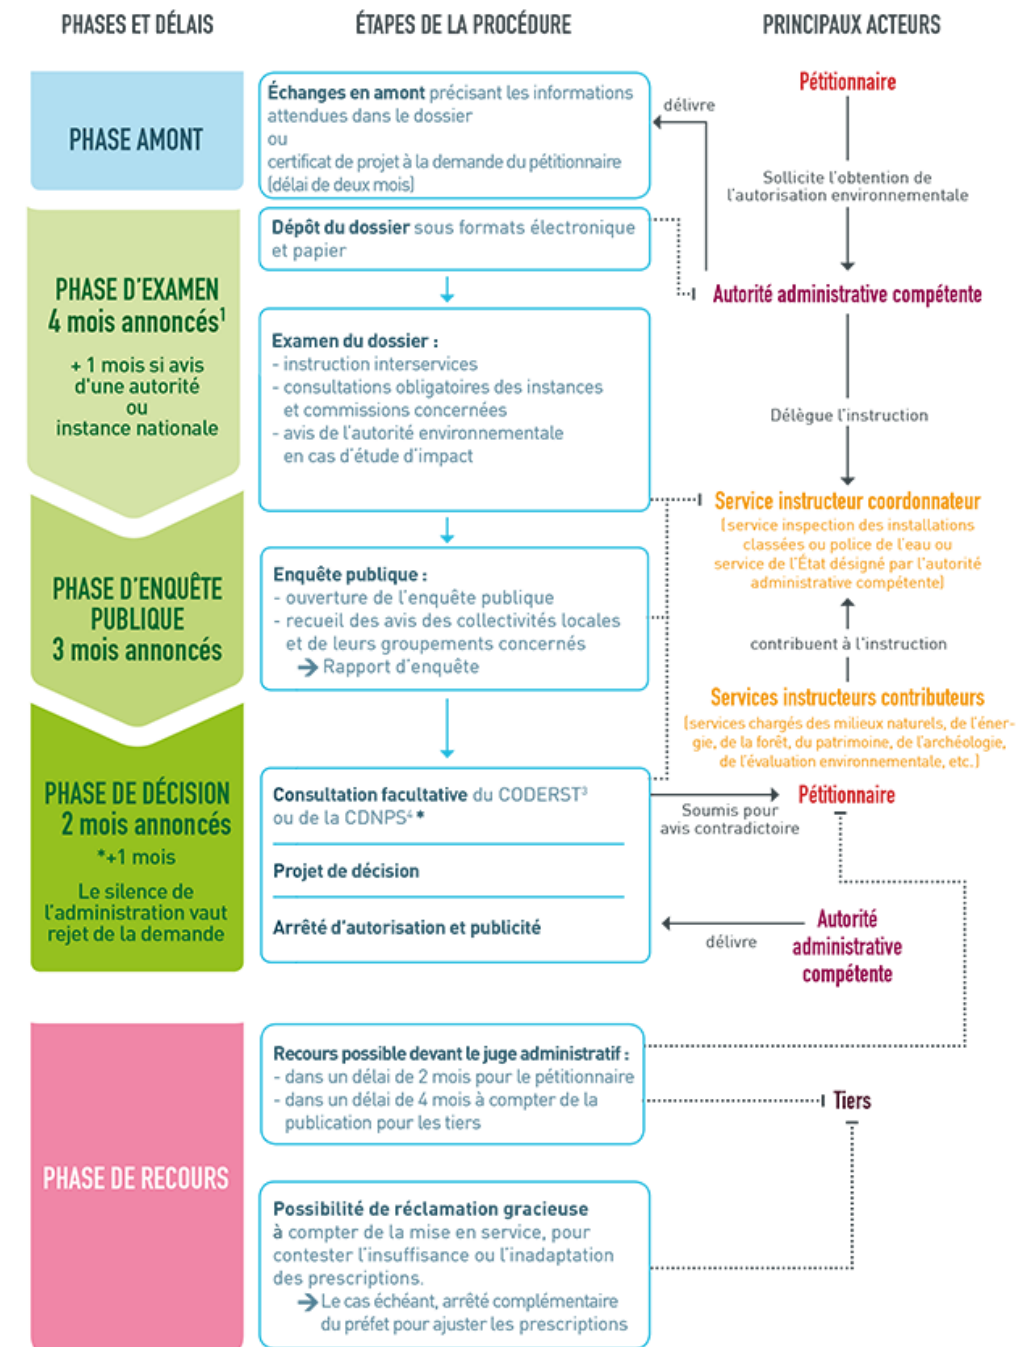 PHASES ET DÉLAIS
ÉTAPES DE LA PROCÉDURE
PRINCIPAUX ACTEURS
PHASE AMONT
Échanges en amont précisant les informations
attendues dans le dossier
ou
certificat de projet à la demande du pétitionnaire
(délai de deux mois)
délivre
Pétitionnaire
Sollicite l'obtention de
l'autorisation environnementale
Autorité administrative compétente
PHASE D'EXAMEN
4 mois annoncés¹
+ 1 mois si avis
d'une autorité
ou
instance nationale
Dépôt du dossier sous formats électronique
et papier
Examen du dossier :
- instruction interservices
- consultations obligatoires des instances
et commissions concernées
- avis de l'autorité environnementale
en cas d'étude d'impact
Délègue l'instruction
Service instructeur coordonnateur
(service inspection des installations
classées ou police de l'eau ou
service de l'État désigné par l'autorité
administrative compétente)
PHASE D'ENQUÊTE
PUBLIQUE
3 mois annoncés
Enquête publique :
- ouverture de l'enquête publique
- recueil des avis des collectivités locales
et de leurs groupements concernés
→ Rapport d'enquête
contribuent à l'instruction
Services instructeurs contributeurs
(services chargés des milieux naturels, de l'éner-
gie, de la forêt, du patrimoine, de l'archéologie,
de l'évaluation environnementale, etc.)
PHASE DE DÉCISION
2 mois annoncés
*+1 mois
Le silence de
l'administration vaut
rejet de la demande
Consultation facultative du CODERST³
ou de la CDNPS⁴ *
Projet de décision
Arrêté d'autorisation et publicité
Soumis pour
avis contradictoire
Pétitionnaire
délivre
Autorité
administrative
compétente
PHASE DE RECOURS
Recours possible devant le juge administratif :
- dans un délai de 2 mois pour le pétitionnaire
- dans un délai de 4 mois à compter de la
publication pour les tiers
Tiers
Possibilité de réclamation gracieuse
à compter de la mise en service, pour
contester l'insuffisance ou l'inadaptation
des prescriptions.
→ Le cas échéant, arrêté complémentaire
du préfet pour ajuster les prescriptions